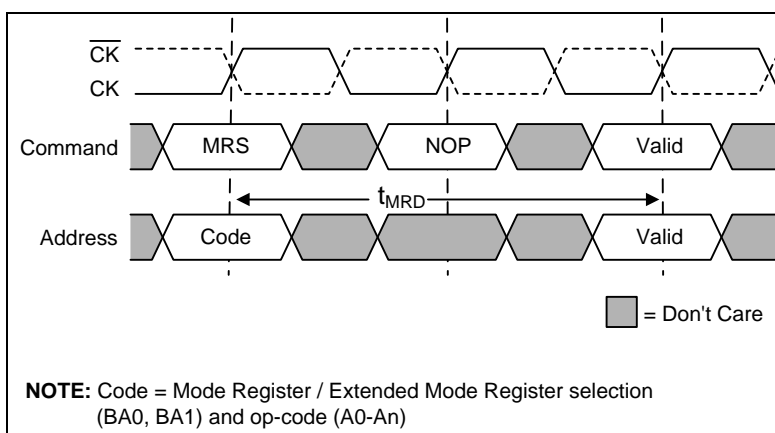 CK
CK
Command MRS NOP Valid
tMRD
Address Code Valid
= Don't Care
NOTE: Code = Mode Register / Extended Mode Register selection
(BA0, BA1) and op-code (A0-An)